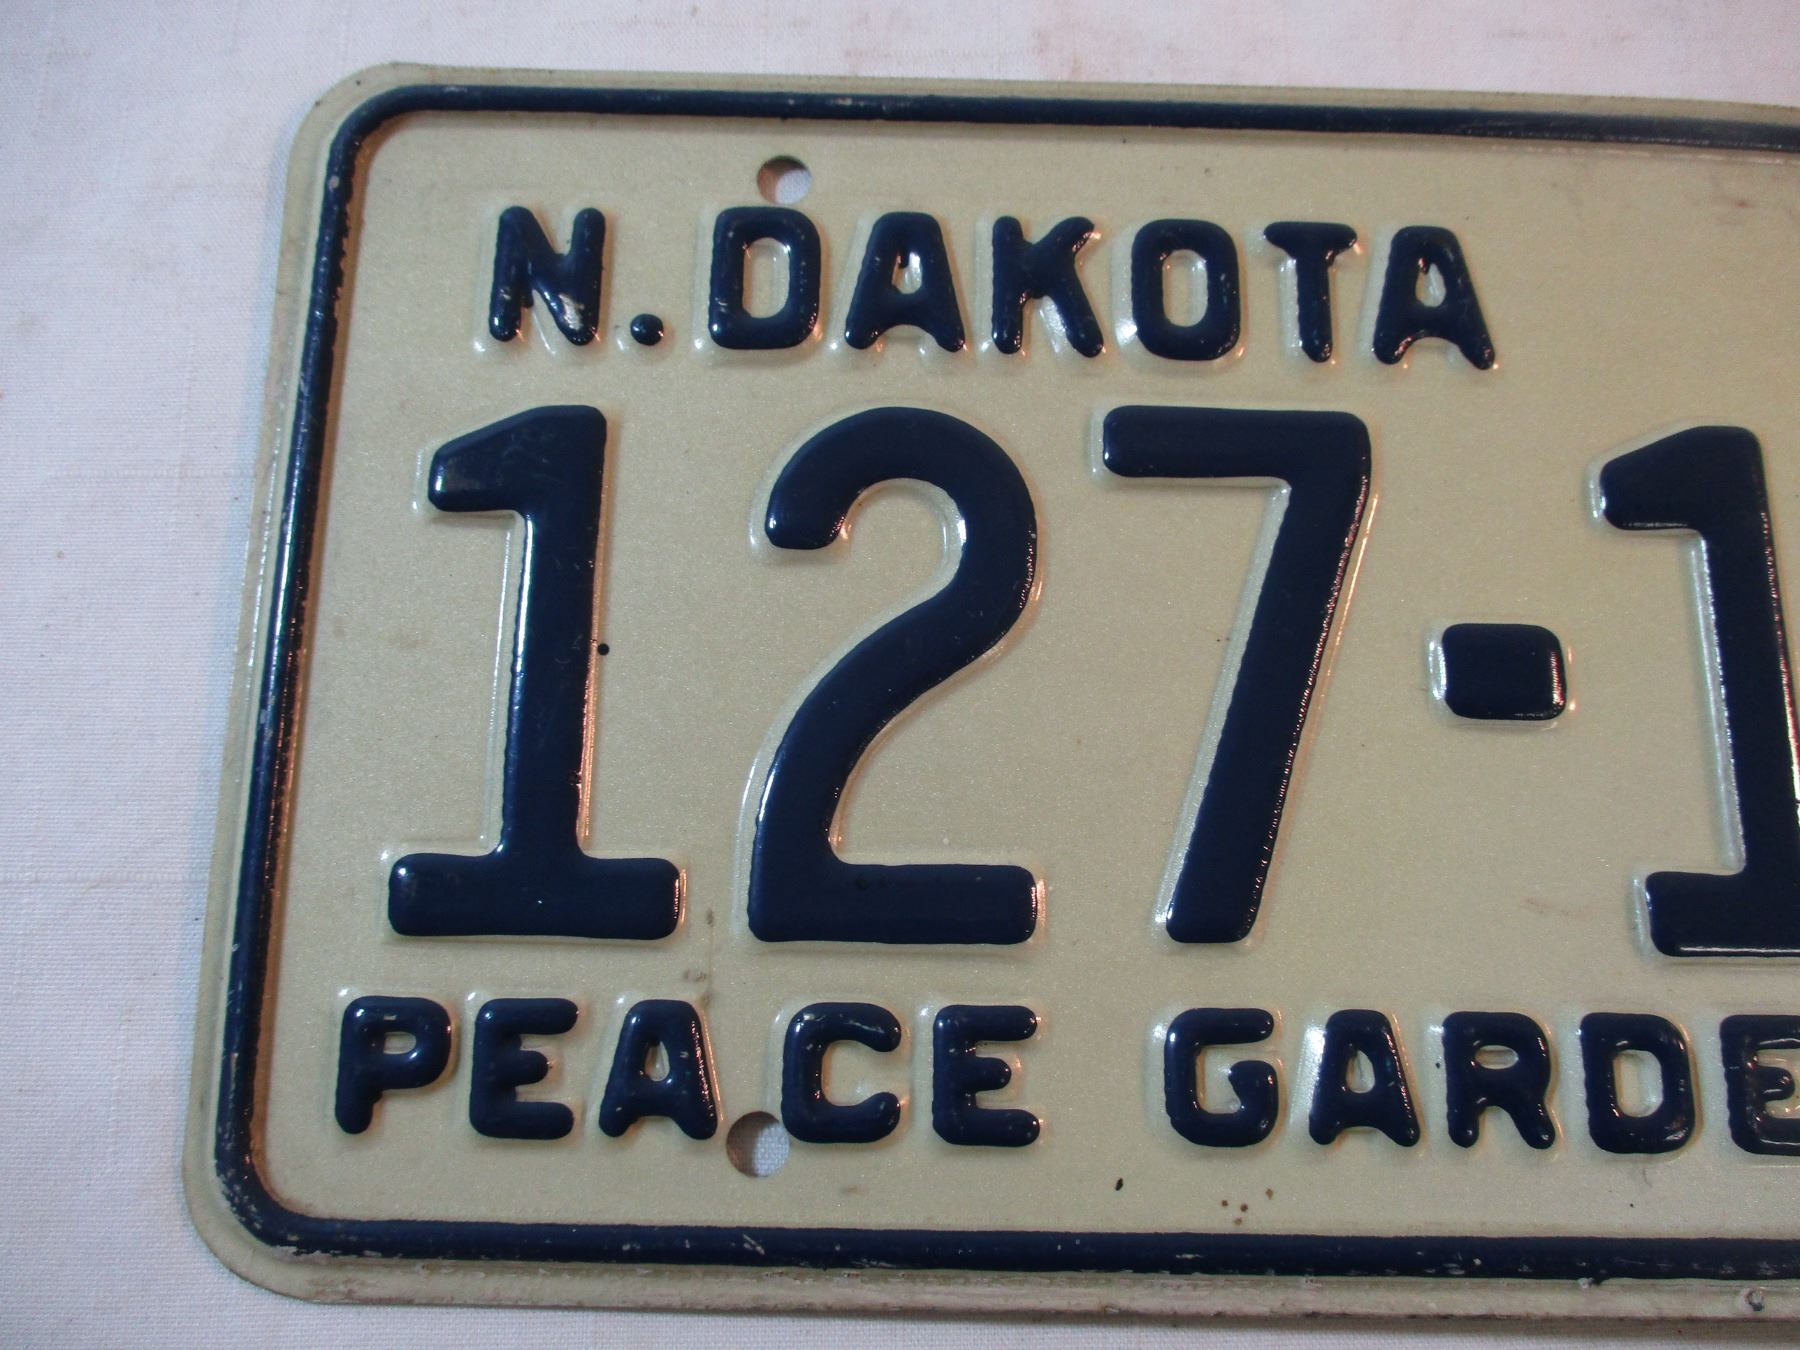 N. DAKOTA
127-1
PEACE GARDE